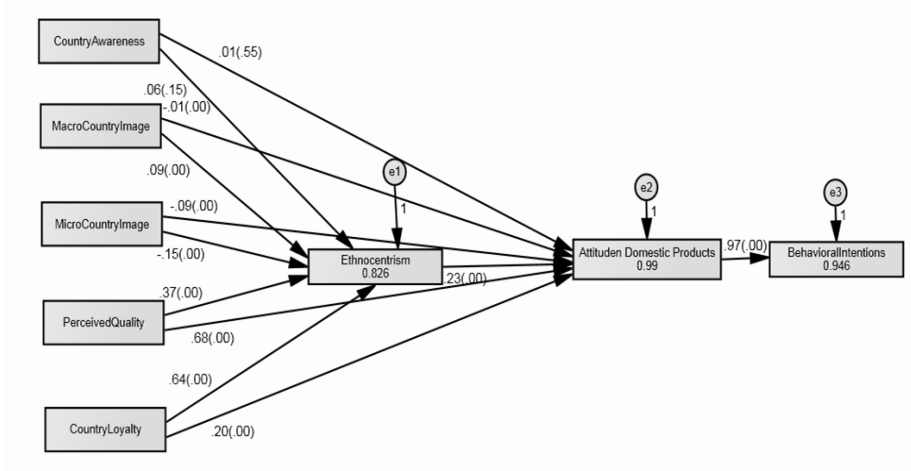 CountryAwareness
.01(.55)
.06(.15)
-.01(.00)
MacroCountryImage
.09(.00)
e1
1
e2
1
e3
1
MicroCountryImage
-.09(.00)
-.15(.00)
Ethnocentrism
0.826
.23(.00)
Attituden Domestic Products
0.99
.97(.00)
BehavioralIntentions
0.946
.37(.00)
PerceivedQuality
.68(.00)
.64(.00)
CountryLoyalty
.20(.00)